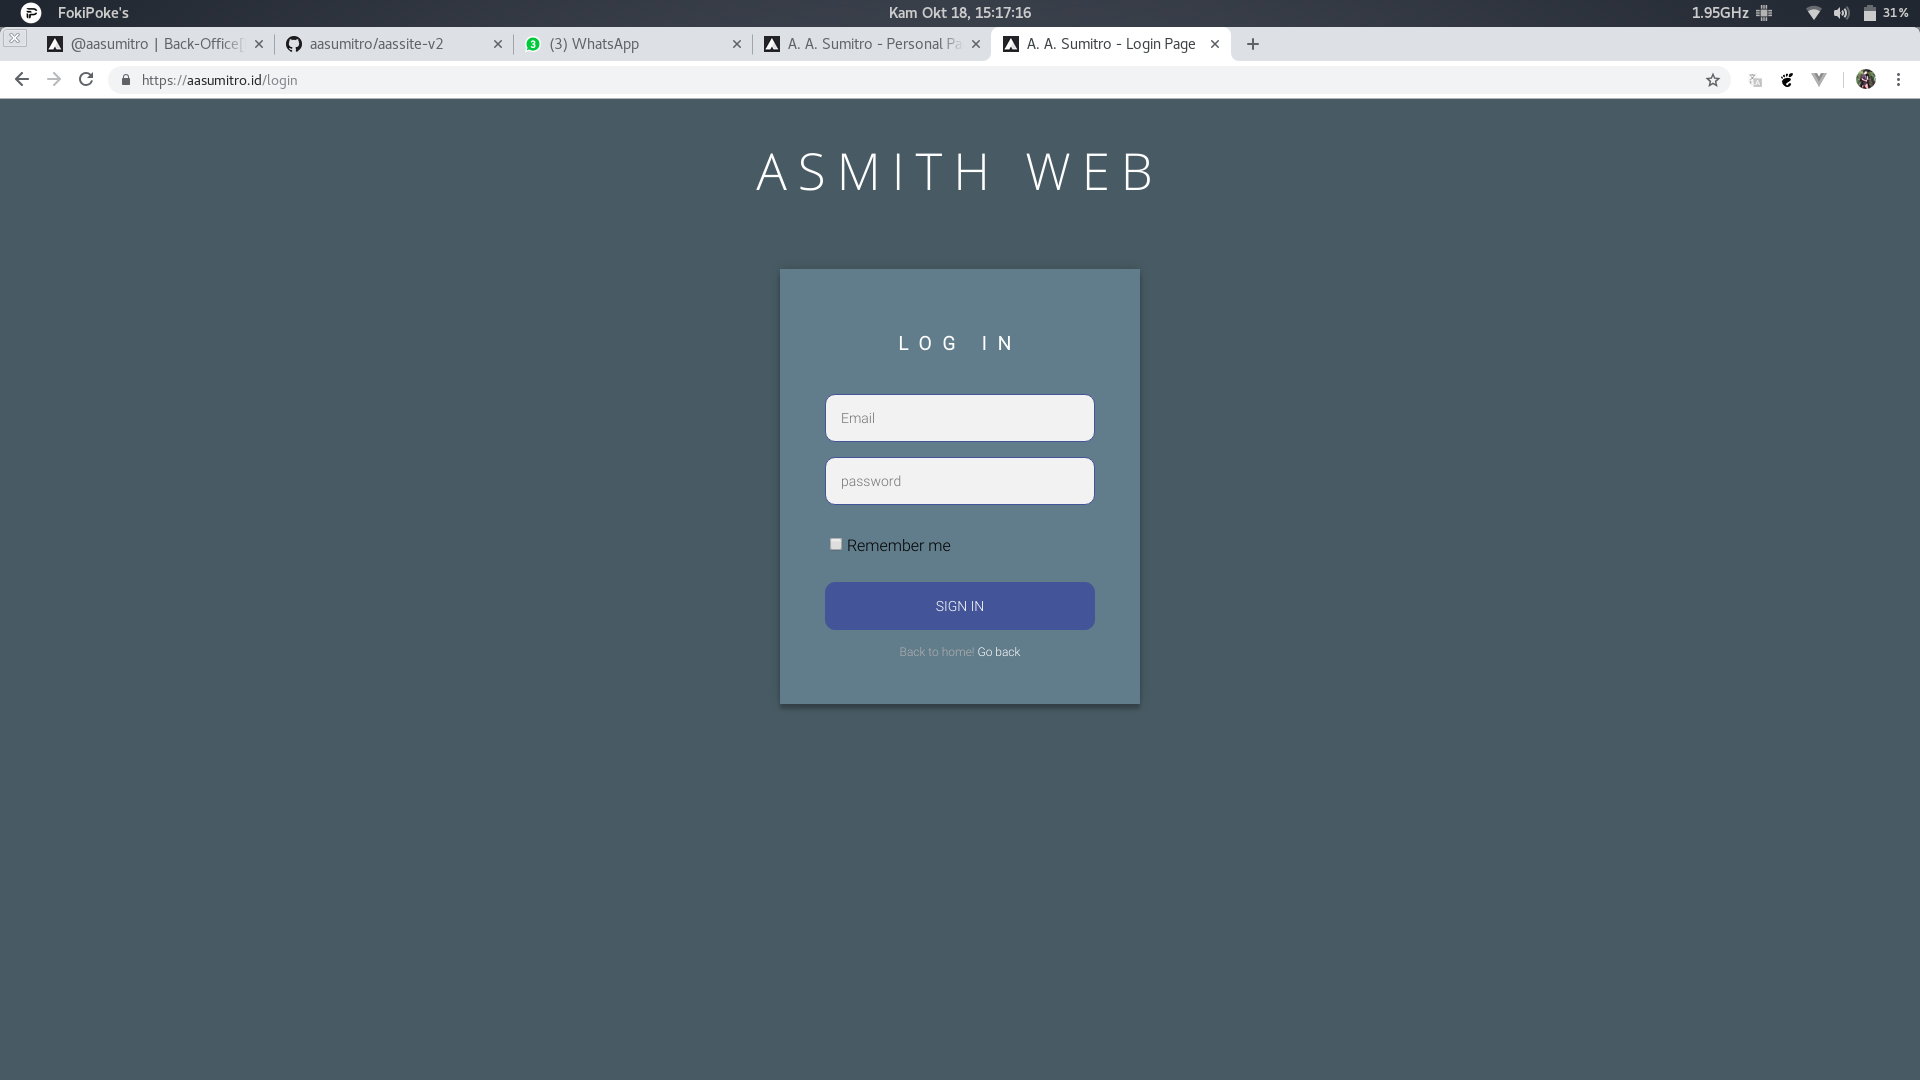 FokiPoke's
Kam Okt 18, 15:17:16
1.95GHz
31%
@aasumitro | Back-Office[
aasumitro/aassite-v2
3
(3) WhatsApp
A. A. Sumitro - Personal Pa
A. A. Sumitro - Login Page
https://aasumitro.id/login
ASMITH WEB
LOG IN
Email
password
Remember me
SIGN IN
Back to home! Go back